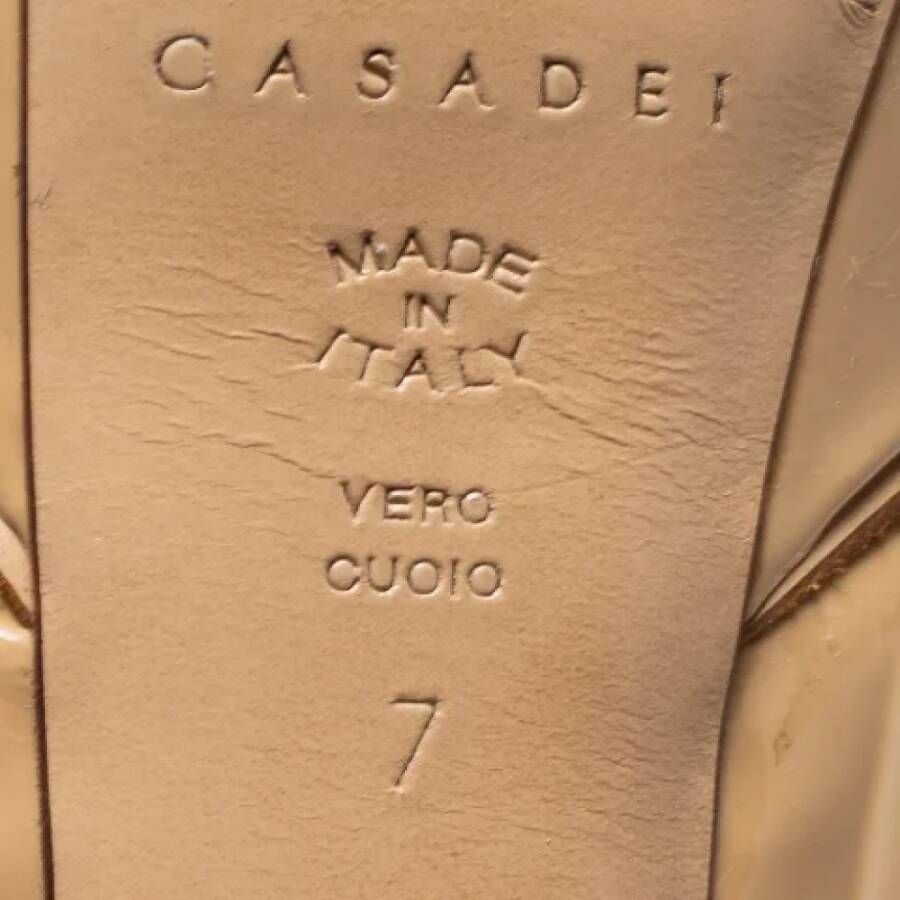 CASADEI
MADE
IN
ITALY
VERO
CUOIO
7